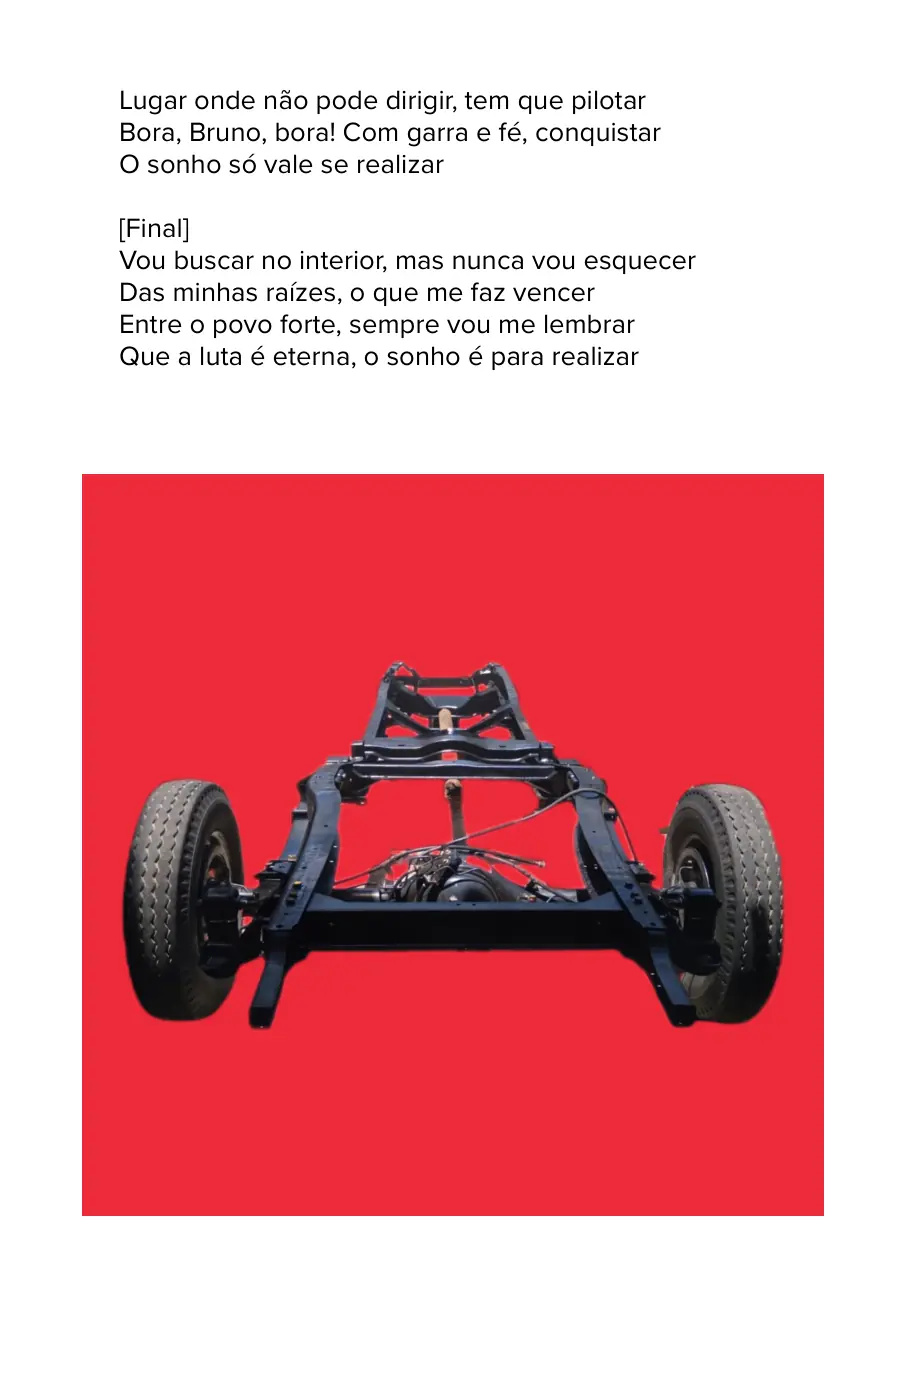 Lugar onde não pode dirigir, tem que pilotar
Bora, Bruno, bora! Com garra e fé, conquistar
O sonho só vale se realizar
[Final]
Vou buscar no interior, mas nunca vou esquecer
Das minhas raízes, o que me faz vencer
Entre o povo forte, sempre vou me lembrar
Que a luta é eterna, o sonho é para realizar